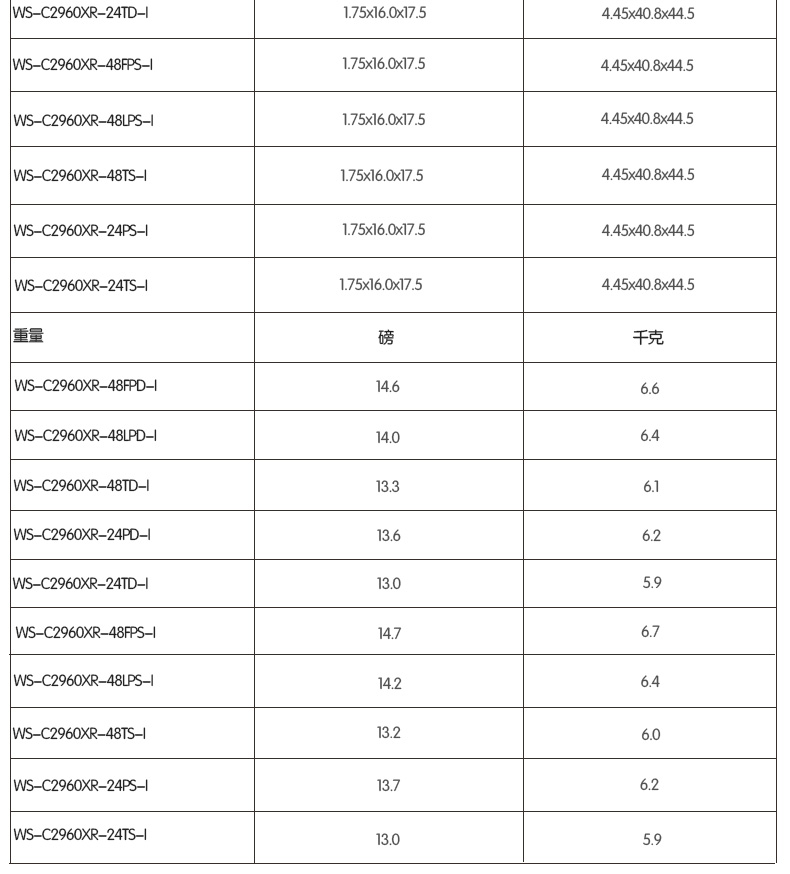 WS-C2960XR-24TD-I 1.75x16.0x17.5 4.45x40.8x44.5
WS-C2960XR-48FPS-I 1.75x16.0x17.5 4.45x40.8x44.5
WS-C2960XR-48LPS-I 1.75x16.0x17.5 4.45x40.8x44.5
WS-C2960XR-48TS-I 1.75x16.0x17.5 4.45x40.8x44.5
WS-C2960XR-24PS-I 1.75x16.0x17.5 4.45x40.8x44.5
WS-C2960XR-24TS-I 1.75x16.0x17.5 4.45x40.8x44.5
重量 磅 千克
WS-C2960XR-48FPD-I 14.6 6.6
WS-C2960XR-48LPD-I 14.0 6.4
WS-C2960XR-48TD-I 13.3 6.1
WS-C2960XR-24PD-I 13.6 6.2
WS-C2960XR-24TD-I 13.0 5.9
WS-C2960XR-48FPS-I 14.7 6.7
WS-C2960XR-48LPS-I 14.2 6.4
WS-C2960XR-48TS-I 13.2 6.0
WS-C2960XR-24PS-I 13.7 6.2
WS-C2960XR-24TS-I 13.0 5.9